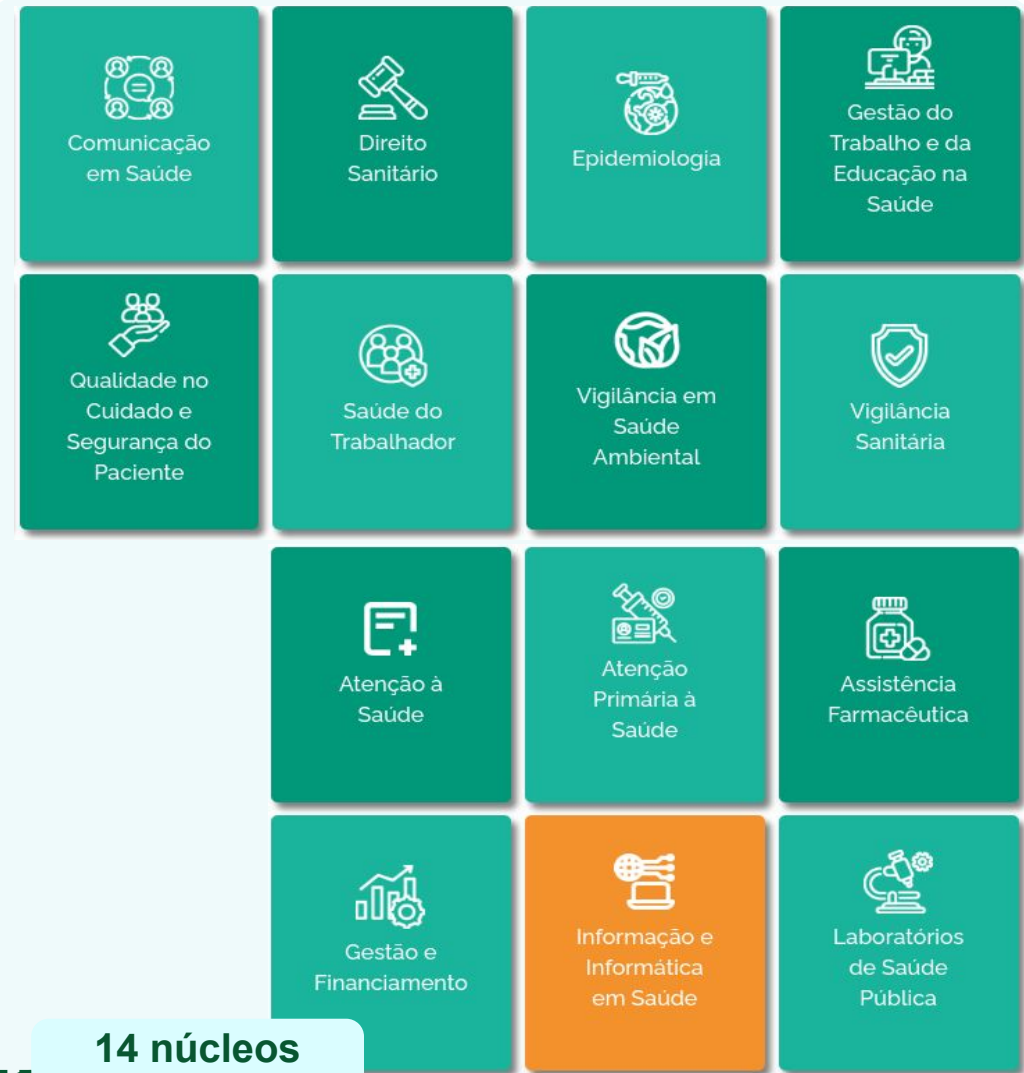 Comunicação
em Saúde
Direito
Sanitário
Epidemiologia
Gestão do
Trabalho e da
Educação na
Saúde
Qualidade no
Cuidado e
Segurança do
Paciente
Saúde do
Trabalhador
Vigilância em
Saúde
Ambiental
Vigilância
Sanitária
Atenção à
Saúde
Atenção
Primária à
Saúde
Assistência
Farmacêutica
Gestão e
Financiamento
Informação e
Informática
em Saúde
Laboratórios
de Saúde
Pública
14 núcleos